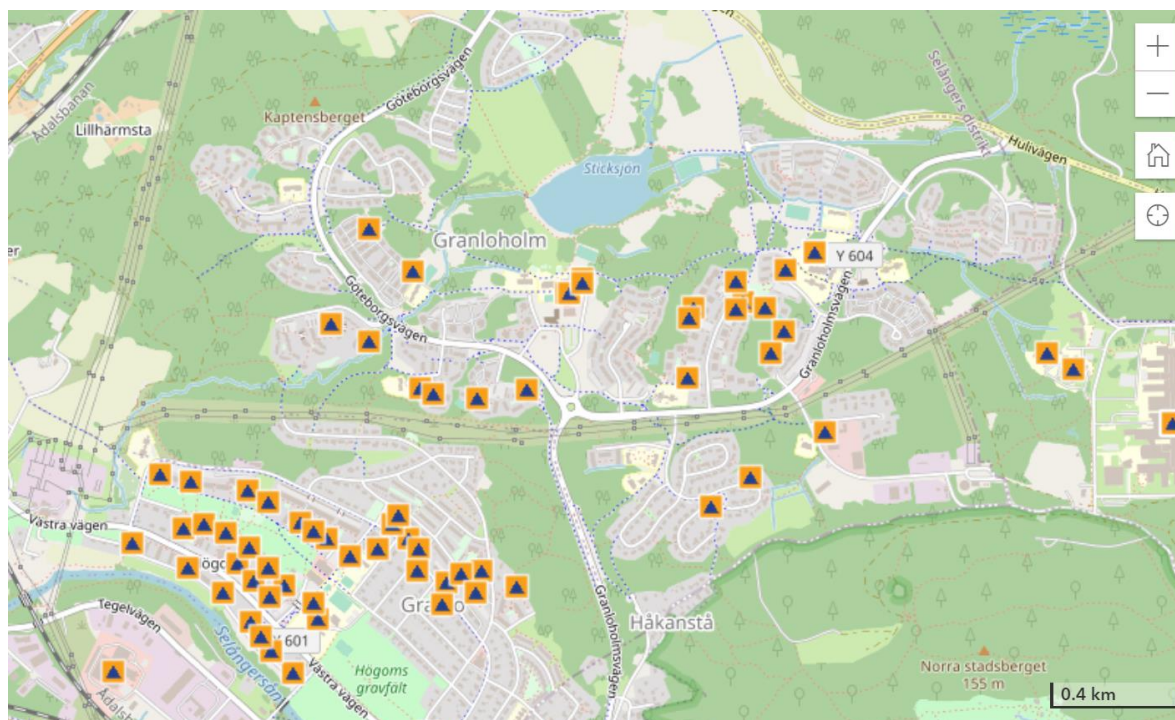 Göteborgsvägen
Selångers distrikt
Ådalsbanan
Lillhärmsta
Kaptensberget
Hulivägen
Sticksjön
Granloholm
Y 604
Göteborgsvägen
Granloholmsvägen
Västra vägen
Tegelvägen
Y 601
Selångersån
Västra vägen
Högoms
gravfält
Granloholmsvägen
Håkanstå
Norra stadsberget
155 m
0.4 km